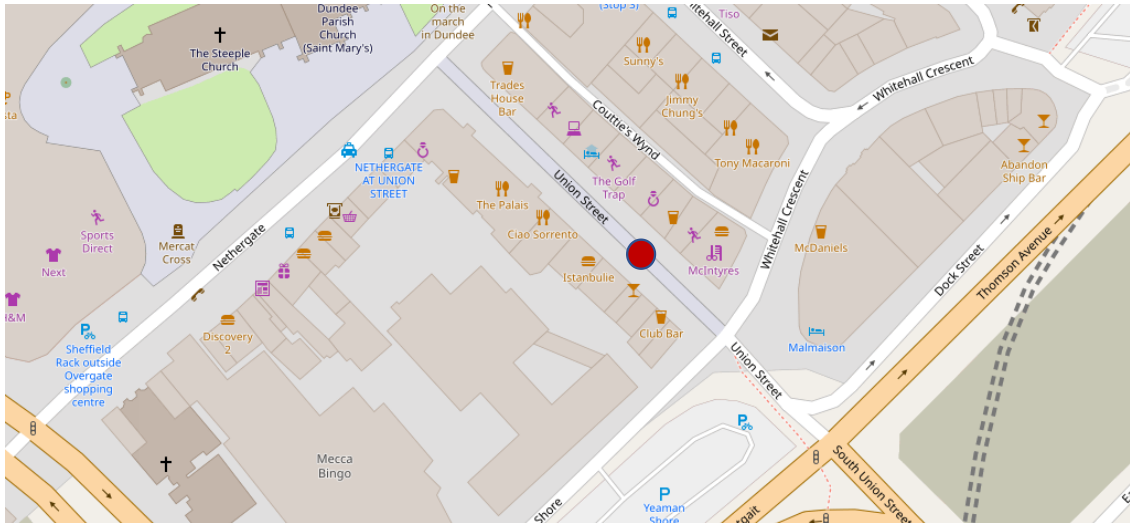 Dundee
Parish
Church
(Saint Mary's)
The Steeple
Church
On the
march
in Dundee
(Stop S)
Tiso
Whitehall Street
Sunny's
Jimmy
Chung's
Tony Macaroni
Whitehall Crescent
Trades
House
Bar
Couttie's Wynd
Abandon
Ship Bar
NETHERGATE
AT UNION
STREET
The Palais
Ciao Sorrento
Istanbulie
Club Bar
Union Street
The Golf
Trap
McIntyres
Whitehall Crescent
McDaniels
Malmaison
Dock Street
Thomson Avenue
Sports
Direct
Next
H&M
Mercat
Cross
Nethergate
Discovery
2
P
Sheffield
Rack outside
Overgate
shopping
centre
Mecca
Bingo
Union Street
P
P
Yeaman
Shore
Shore
South Union Street